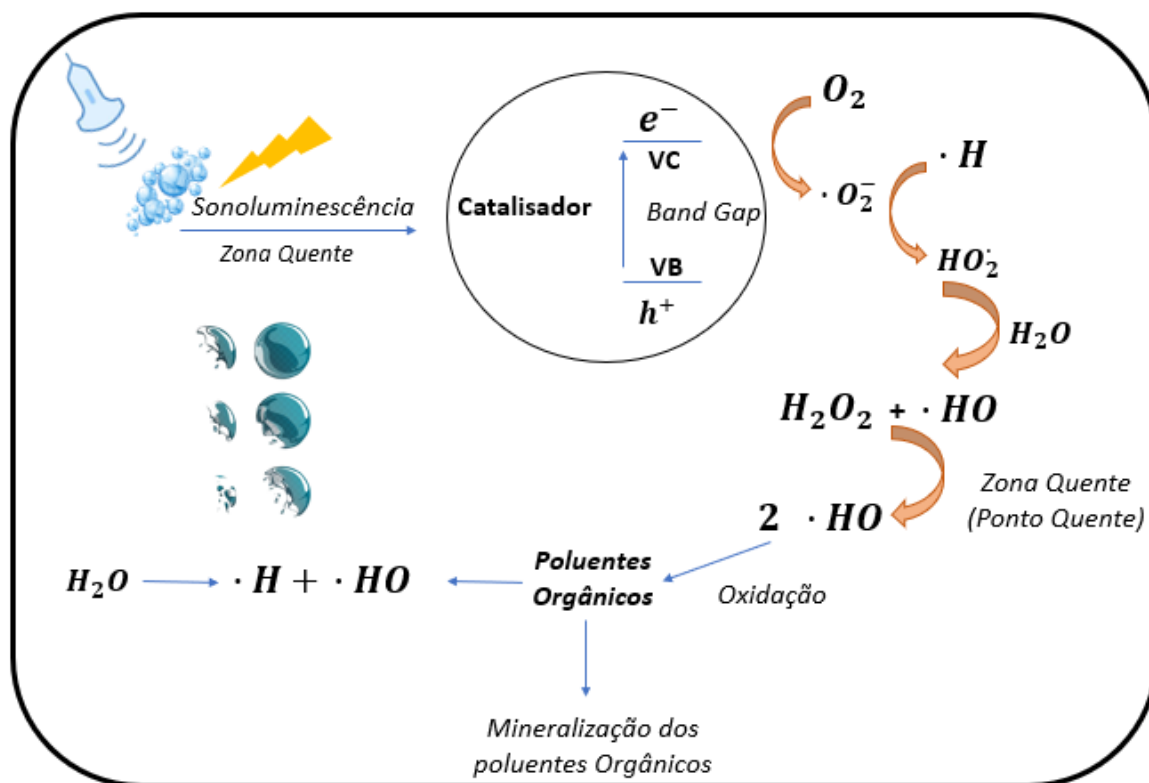 Sonoluminescência
Zona Quente
Catalisador
e⁻
VC
Band Gap
VB
h⁺
O₂
· O₂⁻
· H
HO₂·
H₂O
H₂O₂ + · HO
Zona Quente
(Ponto Quente)
2 · HO
Oxidação
Poluentes
Orgânicos
H₂O
· H + · HO
Mineralização dos
poluentes Orgânicos